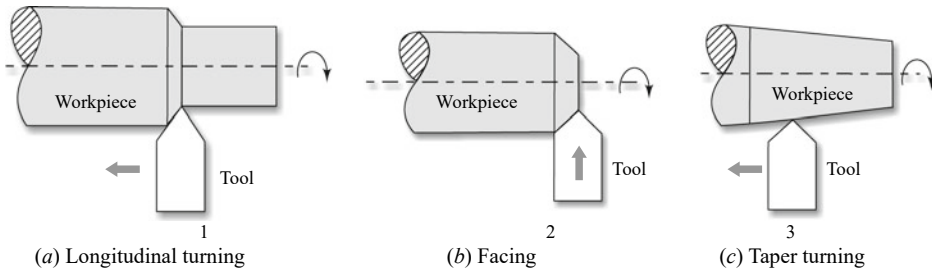 Workpiece
Tool
1
(a) Longitudinal turning
Workpiece
Tool
2
(b) Facing
Workpiece
Tool
3
(c) Taper turning